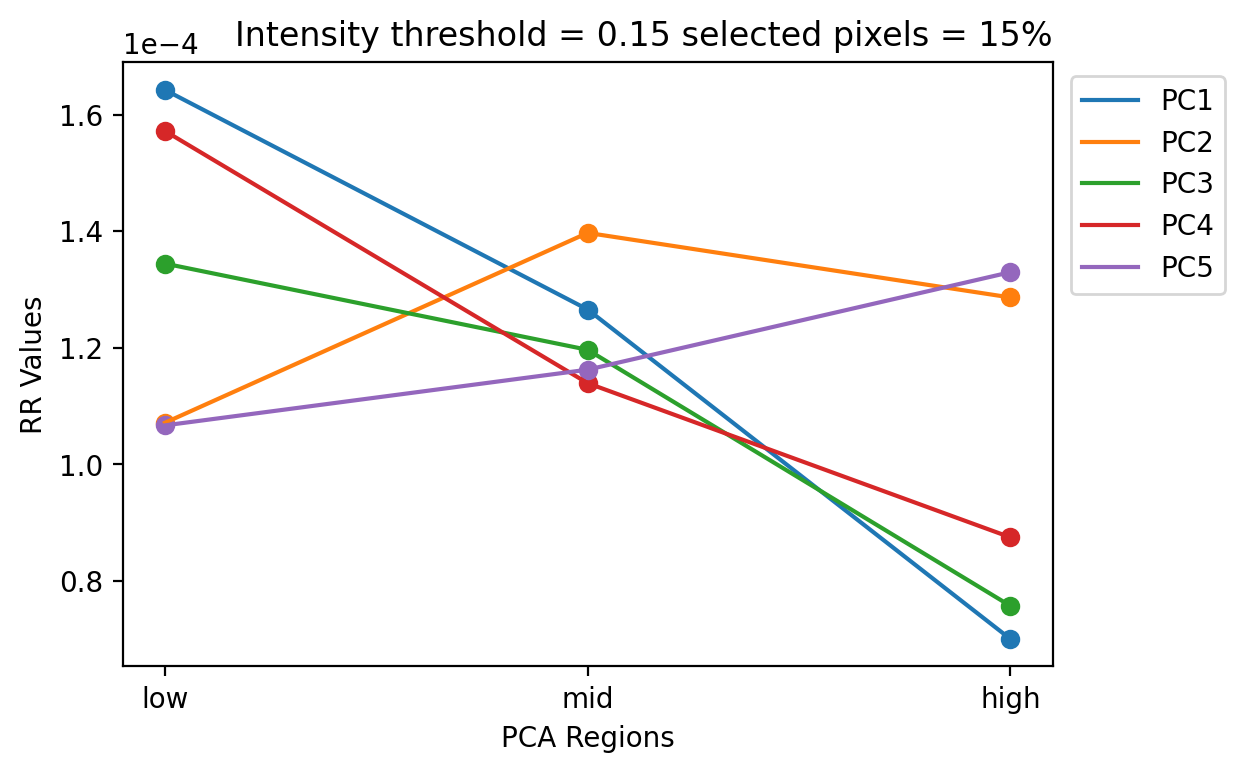 Intensity threshold = 0.15 selected pixels = 15%
1e−4
1.6
1.4
1.2
1.0
0.8
RR Values
low
mid
high
PCA Regions
PC1
PC2
PC3
PC4
PC5